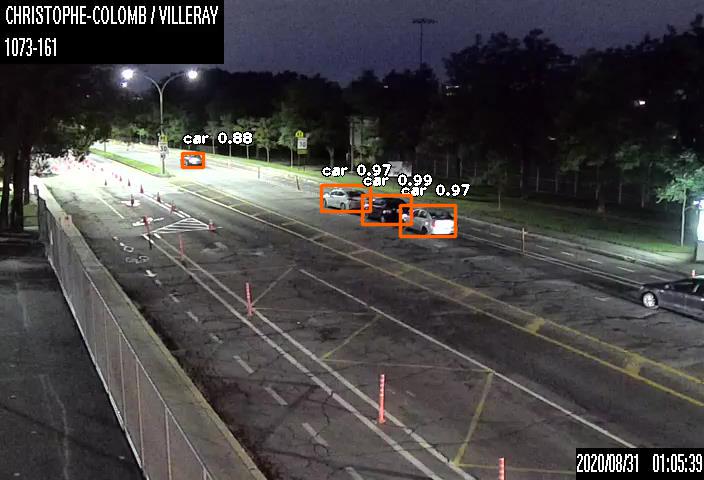 CHRISTOPHE-COLOMB / VILLERAY
1073-161
car 0.88
car 0.97
car 0.99
car 0.97
2020/08/31 01:05:39